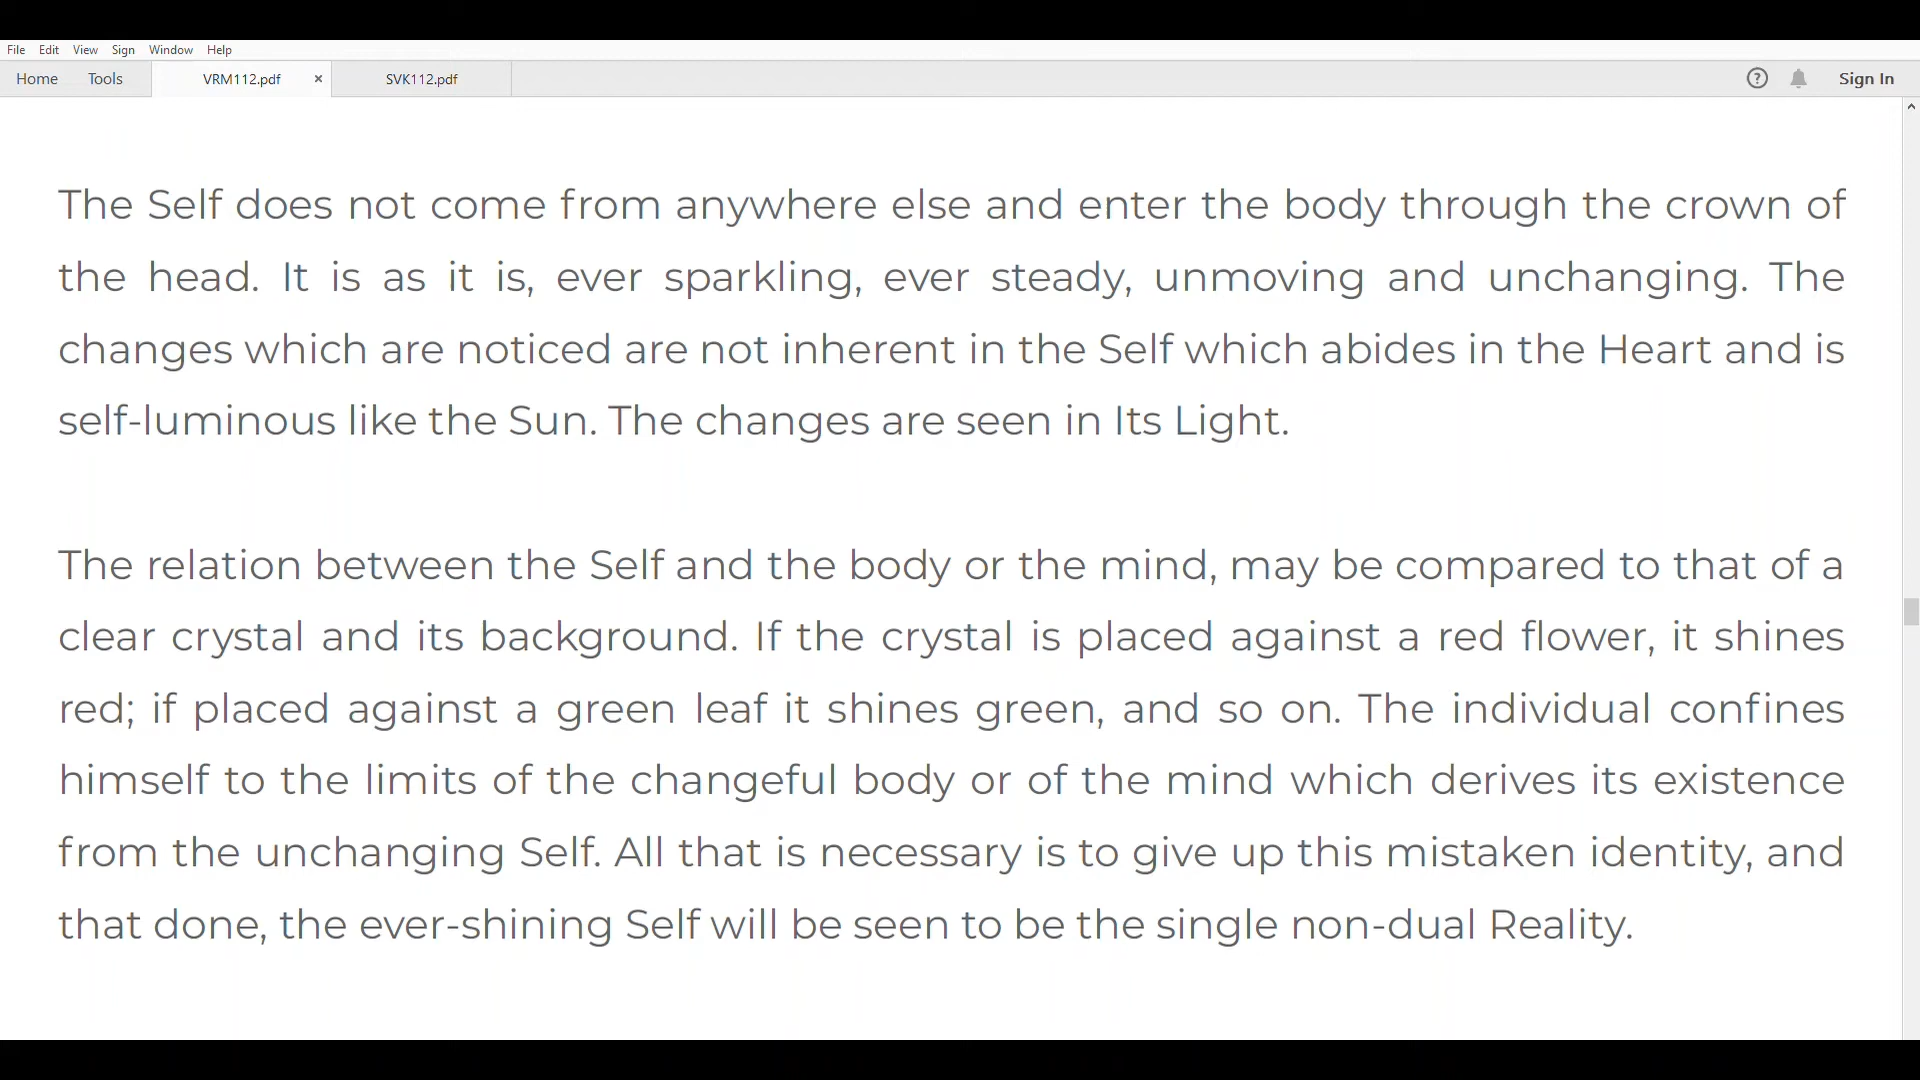 File Edit View Sign Window Help
Home Tools VRM112.pdf × SVK112.pdf ? Sign In
The Self does not come from anywhere else and enter the body through the crown of
the head. It is as it is, ever sparkling, ever steady, unmoving and unchanging. The
changes which are noticed are not inherent in the Self which abides in the Heart and is
self-luminous like the Sun. The changes are seen in Its Light.
The relation between the Self and the body or the mind, may be compared to that of a
clear crystal and its background. If the crystal is placed against a red flower, it shines
red; if placed against a green leaf it shines green, and so on. The individual confines
himself to the limits of the changeful body or of the mind which derives its existence
from the unchanging Self. All that is necessary is to give up this mistaken identity, and
that done, the ever-shining Self will be seen to be the single non-dual Reality.